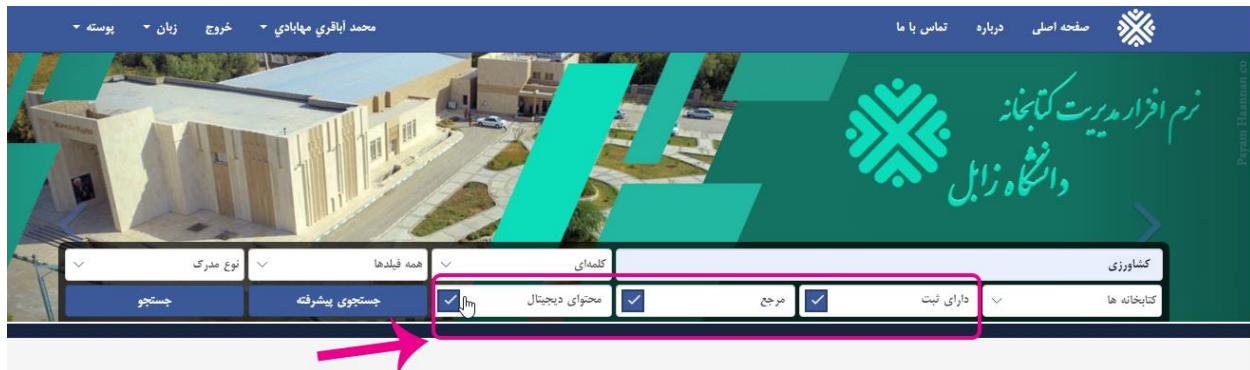 صفحه اصلی درباره تماس با ما محمد آباقري مهابادي خروج زبان پوسته
نرم افزار مدیریت کتابخانه
دانشگاه زابل
Payam Haannan co
کشاورزی کلمه‌ای همه فیلدها نوع مدرک
کتابخانه ها دارای ثبت مرجع محتوای دیجیتال جستجوی پیشرفته جستجو